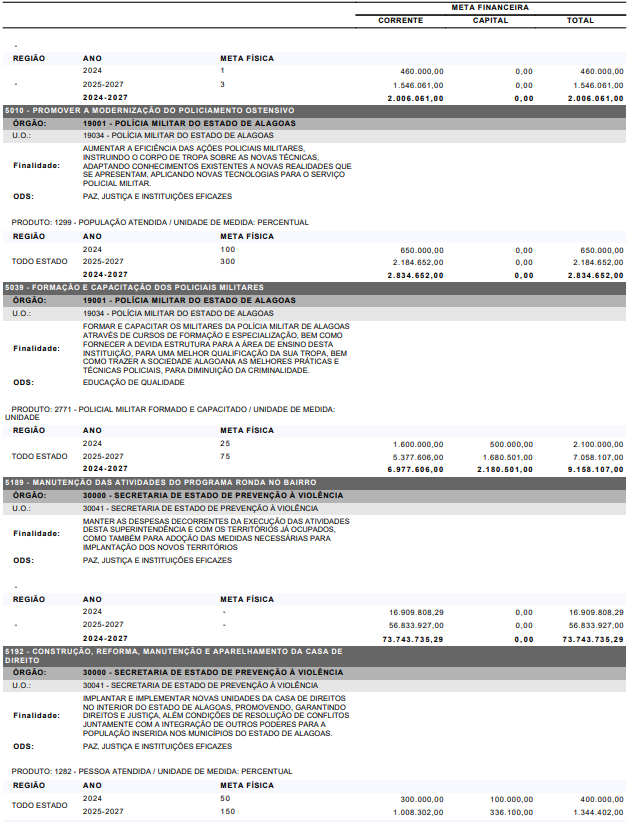 META FINANCEIRA
CORRENTE CAPITAL TOTAL
-
REGIÃO ANO META FÍSICA
2024 1 460.000,00 0,00 460.000,00
- 2025-2027 3 1.546.061,00 0,00 1.546.061,00
2024-2027 2.006.061,00 0,00 2.006.061,00
5010 - PROMOVER A MODERNIZAÇÃO DO POLICIAMENTO OSTENSIVO
ÓRGÃO: 19001 - POLÍCIA MILITAR DO ESTADO DE ALAGOAS
U.O.: 19034 - POLÍCIA MILITAR DO ESTADO DE ALAGOAS
AUMENTAR A EFICIÊNCIA DAS AÇÕES POLICIAIS MILITARES,
INSTRUINDO O CORPO DE TROPA SOBRE AS NOVAS TÉCNICAS,
Finalidade: ADAPTANDO CONHECIMENTOS EXISTENTES A NOVAS REALIDADES QUE
SE APRESENTAM, APLICANDO NOVAS TECNOLOGIAS PARA O SERVIÇO
POLICIAL MILITAR.
ODS: PAZ, JUSTIÇA E INSTITUIÇÕES EFICAZES
PRODUTO: 1299 - POPULAÇÃO ATENDIDA / UNIDADE DE MEDIDA: PERCENTUAL
REGIÃO ANO META FÍSICA
2024 100 650.000,00 0,00 650.000,00
TODO ESTADO 2025-2027 300 2.184.652,00 0,00 2.184.652,00
2024-2027 2.834.652,00 0,00 2.834.652,00
5039 - FORMAÇÃO E CAPACITAÇÃO DOS POLICIAIS MILITARES
ÓRGÃO: 19001 - POLÍCIA MILITAR DO ESTADO DE ALAGOAS
U.O.: 19034 - POLÍCIA MILITAR DO ESTADO DE ALAGOAS
FORMAR E CAPACITAR OS MILITARES DA POLÍCIA MILITAR DE ALAGOAS
ATRAVÉS DE CURSOS DE FORMAÇÃO E ESPECIALIZAÇÃO, BEM COMO
Finalidade: FORNECER A DEVIDA ESTRUTURA PARA A ÁREA DE ENSINO DESTA
INSTITUIÇÃO, PARA UMA MELHOR QUALIFICAÇÃO DA SUA TROPA, BEM
COMO TRAZER A SOCIEDADE ALAGOANA AS MELHORES PRÁTICAS E
TÉCNICAS POLICIAIS, PARA DIMINUIÇÃO DA CRIMINALIDADE.
ODS: EDUCAÇÃO DE QUALIDADE
PRODUTO: 2771 - POLICIAL MILITAR FORMADO E CAPACITADO / UNIDADE DE MEDIDA:
UNIDADE
REGIÃO ANO META FÍSICA
2024 25 1.600.000,00 500.000,00 2.100.000,00
TODO ESTADO 2025-2027 75 5.377.606,00 1.680.501,00 7.058.107,00
2024-2027 6.977.606,00 2.180.501,00 9.158.107,00
5189 - MANUTENÇÃO DAS ATIVIDADES DO PROGRAMA RONDA NO BAIRRO
ÓRGÃO: 30000 - SECRETARIA DE ESTADO DE PREVENÇÃO À VIOLÊNCIA
U.O.: 30041 - SECRETARIA DE ESTADO DE PREVENÇÃO À VIOLÊNCIA
MANTER AS DESPESAS DECORRENTES DA EXECUÇÃO DAS ATIVIDADES
Finalidade: DESTA SUPERINTENDÊNCIA E COM OS TERRITÓRIOS JÁ OCUPADOS,
COMO TAMBÉM PARA ADOÇÃO DAS MEDIDAS NECESSÁRIAS PARA
IMPLANTAÇÃO DOS NOVOS TERRITÓRIOS
ODS: PAZ, JUSTIÇA E INSTITUIÇÕES EFICAZES
-
REGIÃO ANO META FÍSICA
2024 - 16.909.808,29 0,00 16.909.808,29
- 2025-2027 - 56.833.927,00 0,00 56.833.927,00
2024-2027 73.743.735,29 0,00 73.743.735,29
5192 - CONSTRUÇÃO, REFORMA, MANUTENÇÃO E APARELHAMENTO DA CASA DE
DIREITO
ÓRGÃO: 30000 - SECRETARIA DE ESTADO DE PREVENÇÃO À VIOLÊNCIA
U.O.: 30041 - SECRETARIA DE ESTADO DE PREVENÇÃO À VIOLÊNCIA
IMPLANTAR E IMPLEMENTAR NOVAS UNIDADES DA CASA DE DIREITOS
NO INTERIOR DO ESTADO DE ALAGOAS, PROMOVENDO, GARANTINDO
Finalidade: DIREITOS E JUSTIÇA, ALÉM CONDIÇÕES DE RESOLUÇÃO DE CONFLITOS
JUNTAMENTE COM A INTEGRAÇÃO DE OUTROS PODERES PARA A
POPULAÇÃO INSERIDA NOS MUNICÍPIOS DO ESTADO DE ALAGOAS.
ODS: PAZ, JUSTIÇA E INSTITUIÇÕES EFICAZES
PRODUTO: 1282 - PESSOA ATENDIDA / UNIDADE DE MEDIDA: PERCENTUAL
REGIÃO ANO META FÍSICA
2024 50 300.000,00 100.000,00 400.000,00
TODO ESTADO 2025-2027 150 1.008.302,00 336.100,00 1.344.402,00